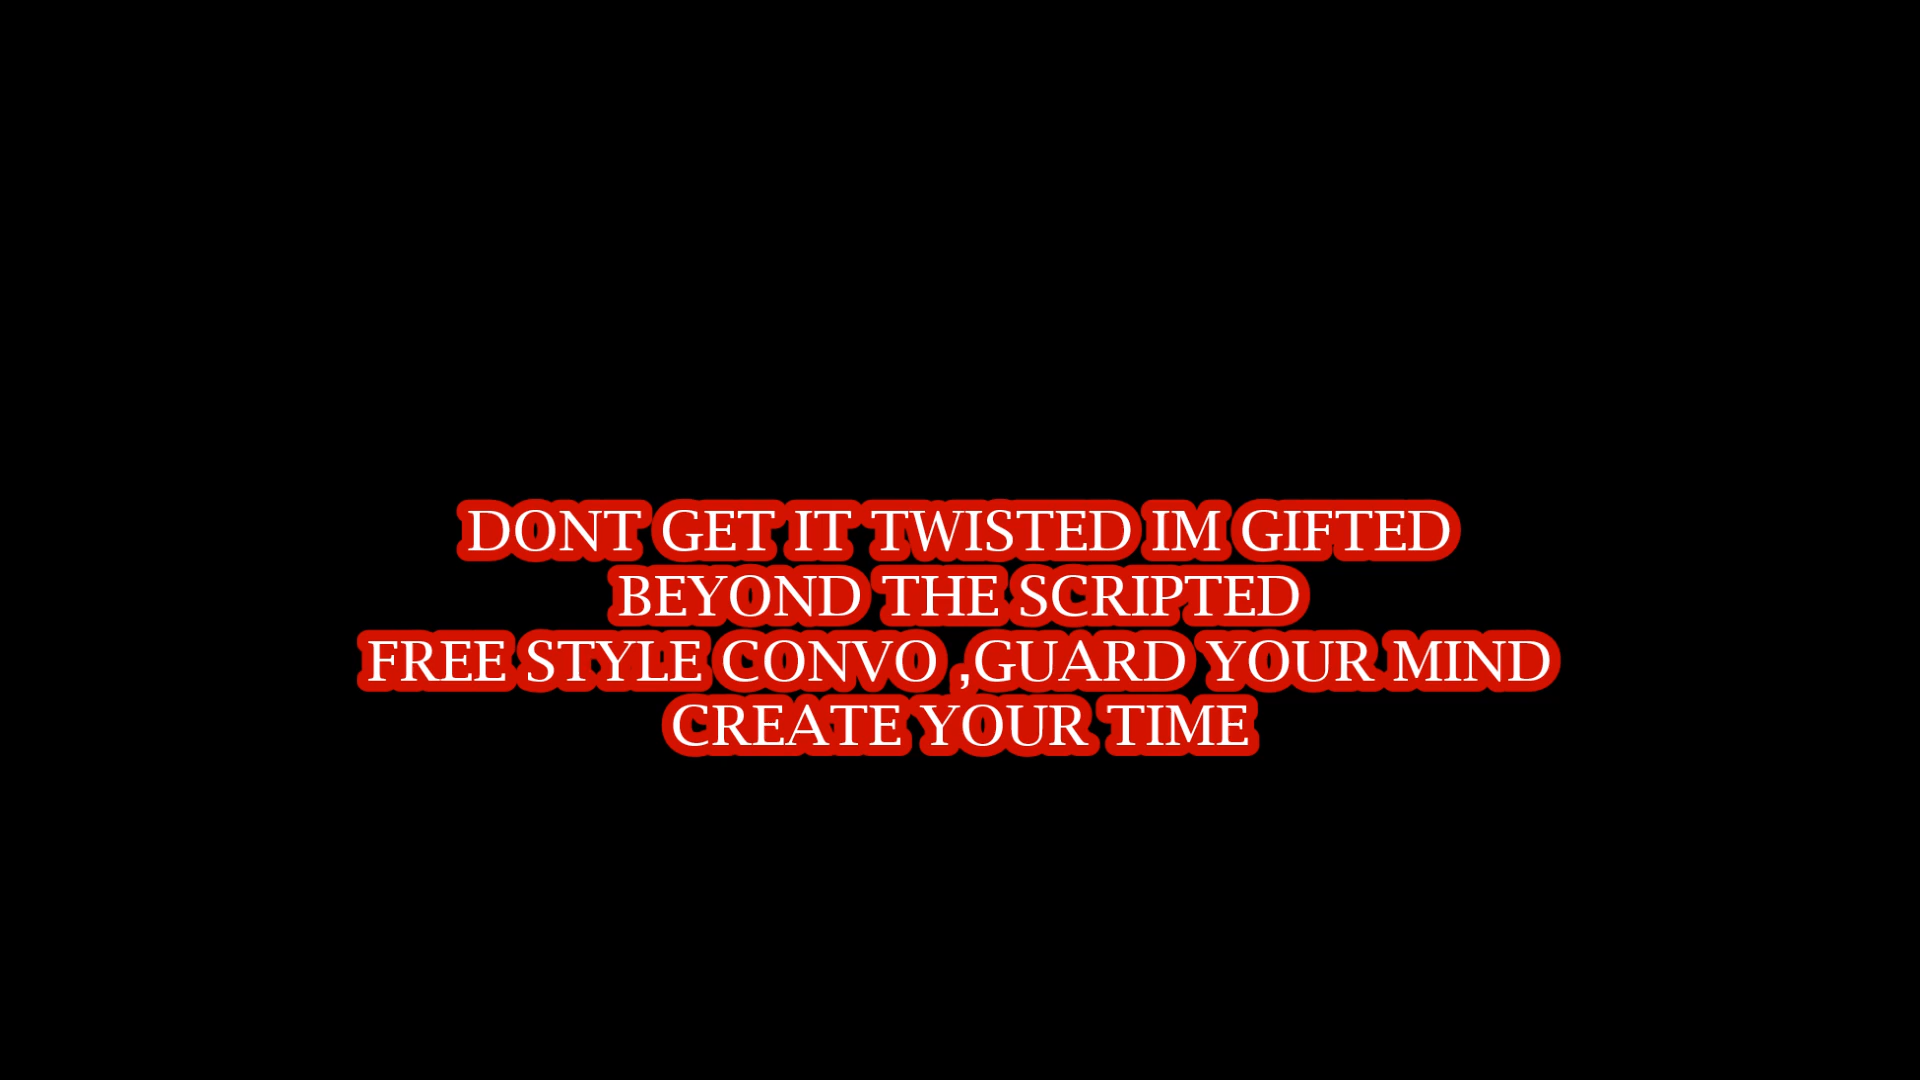 DONT GET IT TWISTED IM GIFTED
BEYOND THE SCRIPTED
FREE STYLE CONVO ,GUARD YOUR MIND
CREATE YOUR TIME